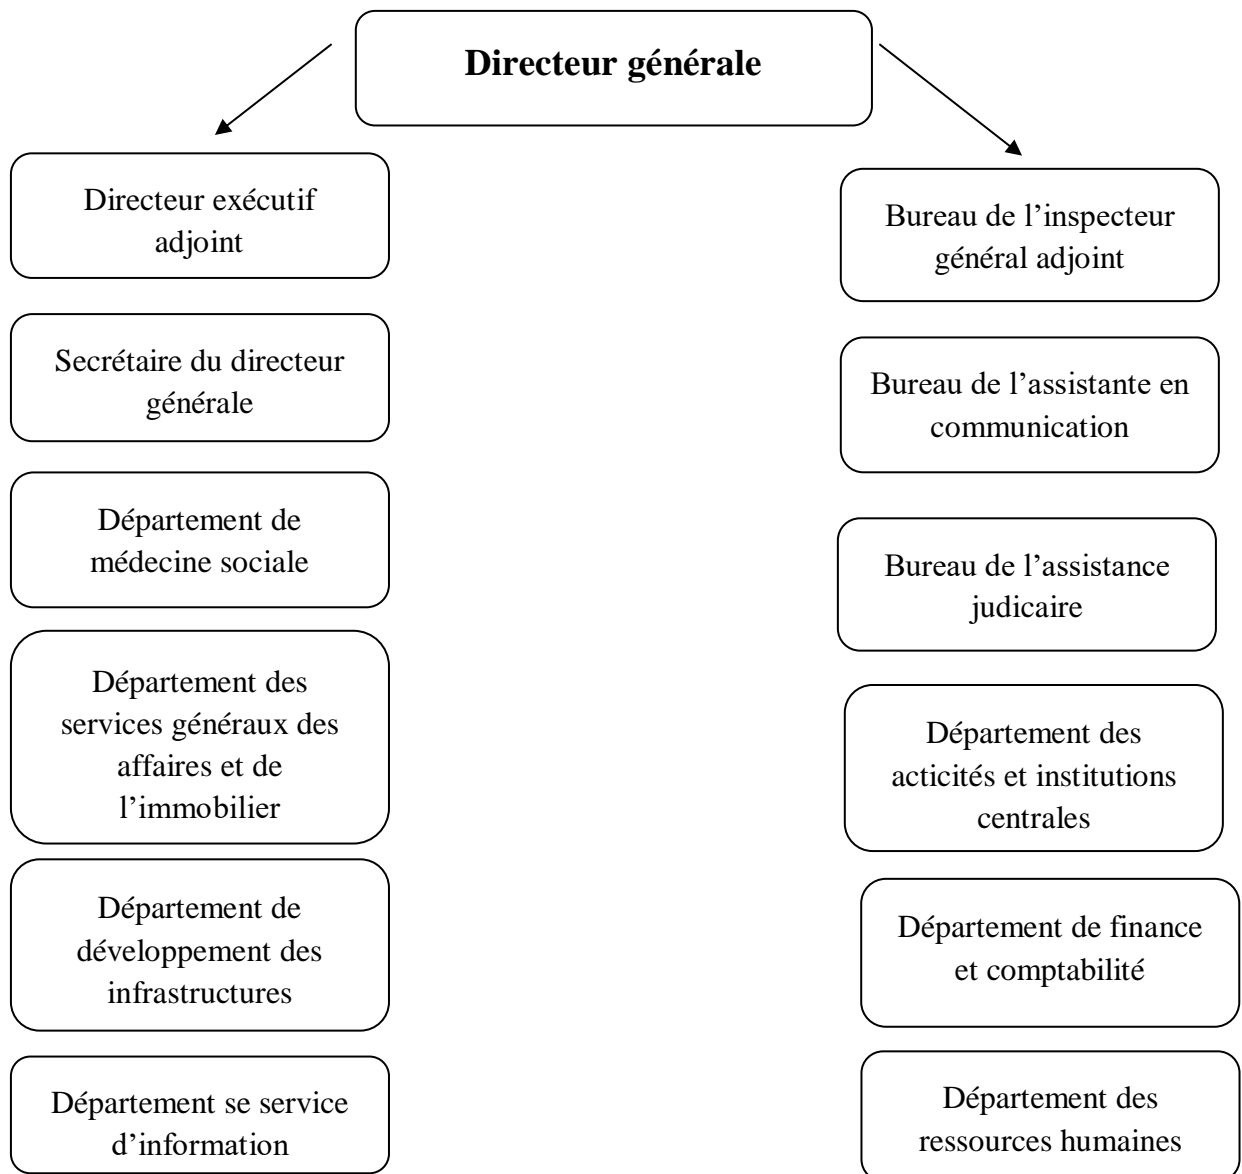 Directeur générale
Directeur exécutif
adjoint
Secrétaire du directeur
générale
Département de
médecine sociale
Département des
services généraux des
affaires et de
l’immobilier
Département de
développement des
infrastructures
Département se service
d’information
Bureau de l’inspecteur
général adjoint
Bureau de l’assistante en
communication
Bureau de l’assistance
judicaire
Département des
acticités et institutions
centrales
Département de finance
et comptabilité
Département des
ressources humaines